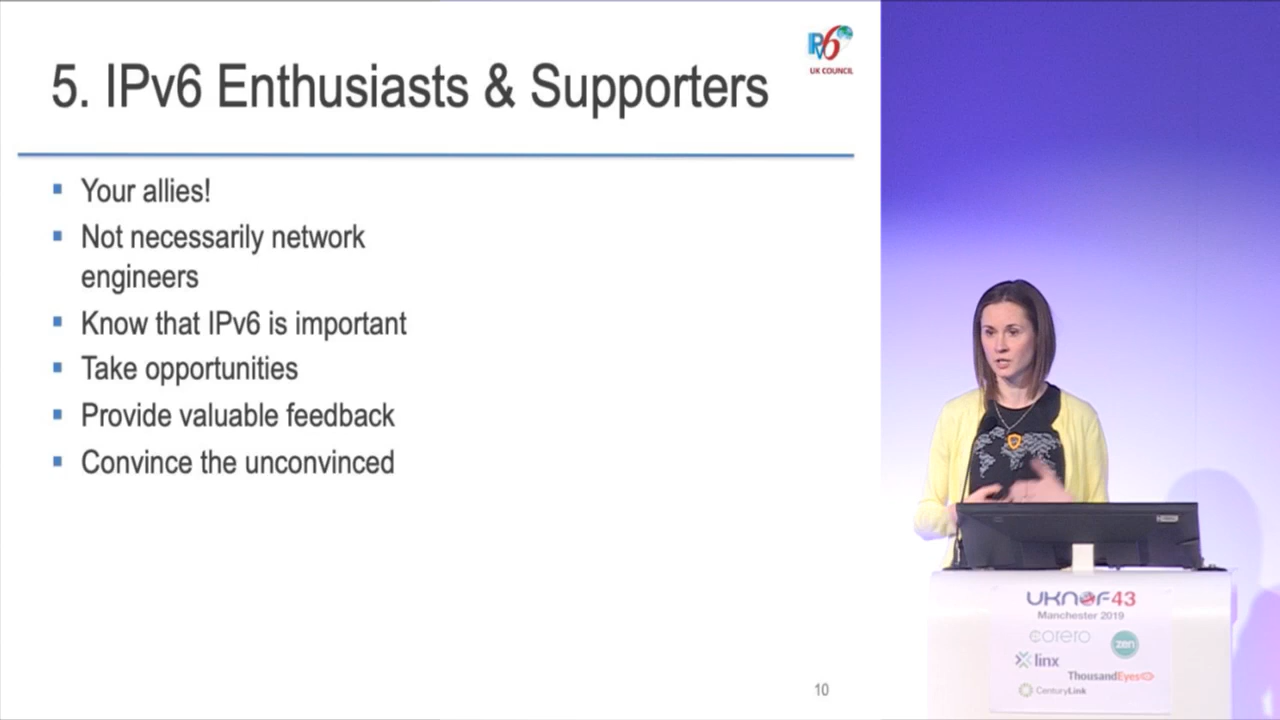 IPv6
UK COUNCIL
5. IPv6 Enthusiasts & Supporters
Your allies!
Not necessarily network
engineers
Know that IPv6 is important
Take opportunities
Provide valuable feedback
Convince the unconvinced
10
UKNOF43
Manchester 2019
corero
zen
linx
ThousandEyes
CenturyLink